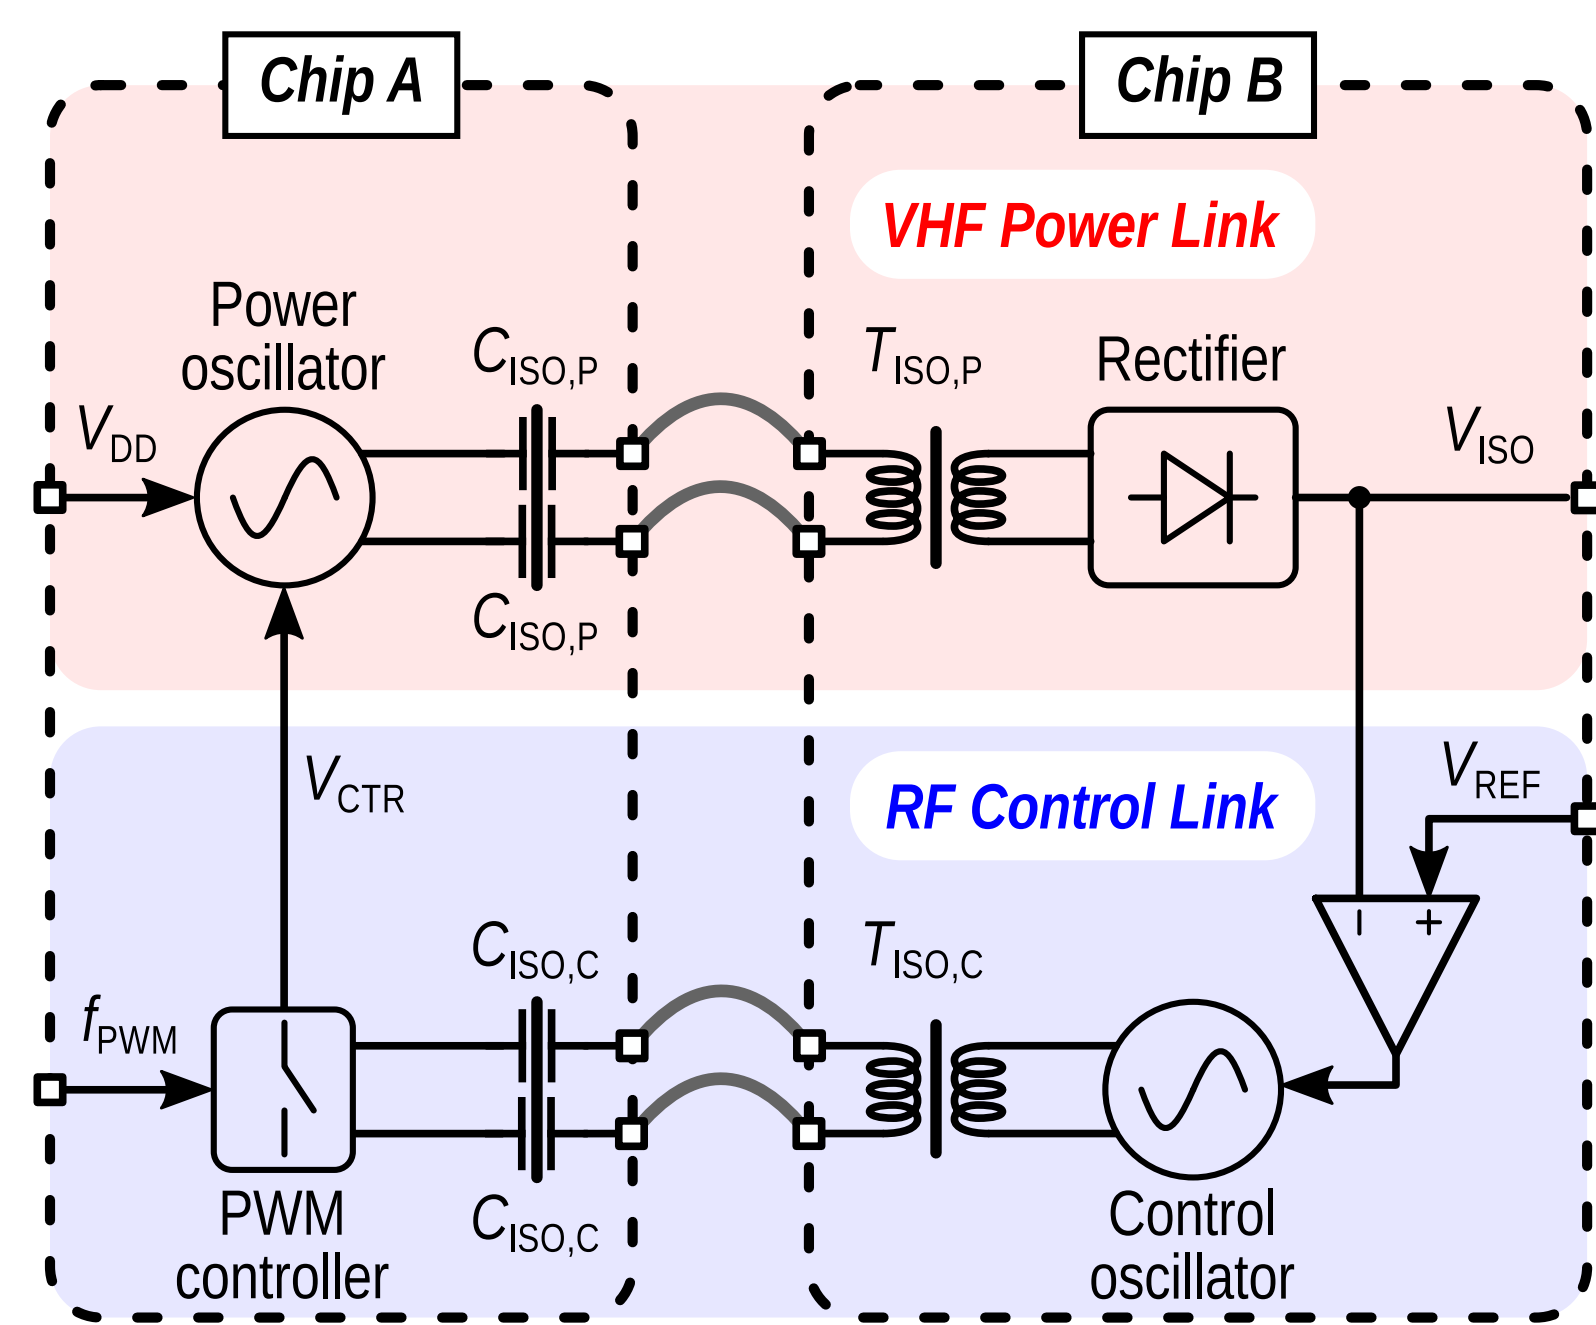 Chip A
Chip B
VHF Power Link
Power
oscillator
C_ISO,P
T_ISO,P
Rectifier
V_DD
V_ISO
C_ISO,P
RF Control Link
V_CTR
V_REF
− +
C_ISO,C
T_ISO,C
f_PWM
PWM
controller
C_ISO,C
Control
oscillator